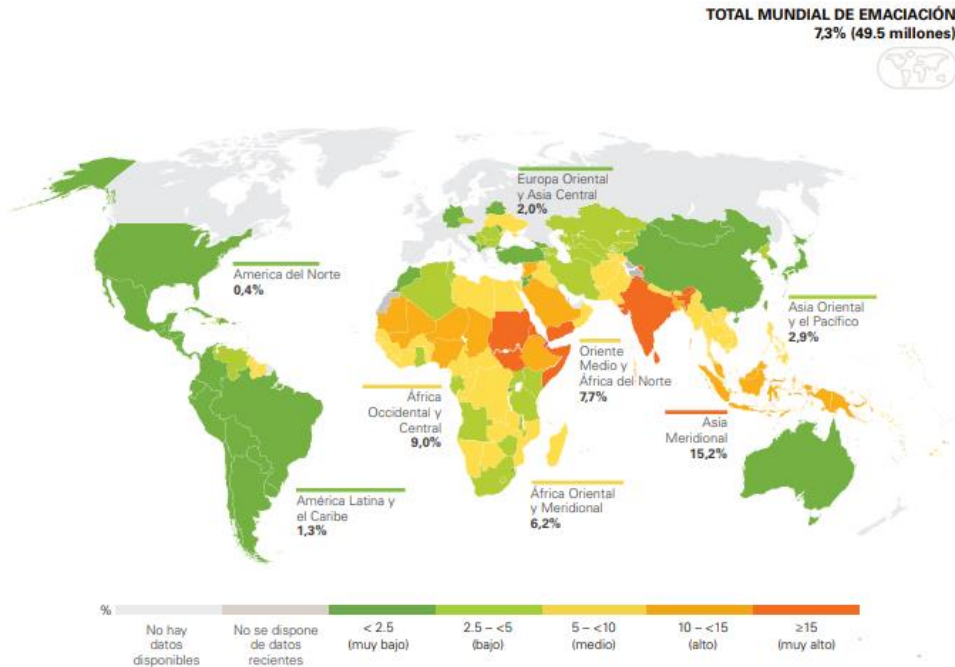 TOTAL MUNDIAL DE EMACIACIÓN
7,3% (49.5 millones)
Europa Oriental
y Asia Central
2,0%
America del Norte
0,4%
Asia Oriental
y el Pacífico
2,9%
Oriente
Medio y
África del Norte
7,7%
África
Occidental y
Central
9,0%
Asia
Meridional
15,2%
América Latina y
el Caribe
1,3%
África Oriental
y Meridional
6,2%
%
No hay
datos
disponibles
No se dispone
de datos
recientes
< 2.5
(muy bajo)
2.5 – <5
(bajo)
5 – <10
(medio)
10 – <15
(alto)
≥15
(muy alto)